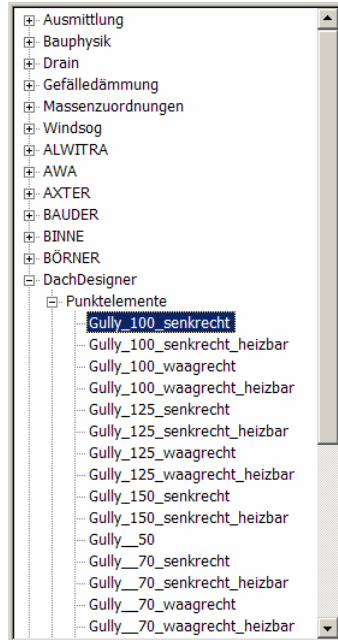 Ausmittlung
Bauphysik
Drain
Gefälledämmung
Massenzuordnungen
Windsog
ALWITRA
AWA
AXTER
BAUDER
BINNE
BÖRNER
DachDesigner
Punktelemente
Gully_100_senkrecht
Gully_100_senkrecht_heizbar
Gully_100_waagrecht
Gully_100_waagrecht_heizbar
Gully_125_senkrecht
Gully_125_senkrecht_heizbar
Gully_125_waagrecht
Gully_125_waagrecht_heizbar
Gully_150_senkrecht
Gully_150_senkrecht_heizbar
Gully__50
Gully__70_senkrecht
Gully__70_senkrecht_heizbar
Gully__70_waagrecht
Gully__70_waagrecht_heizbar